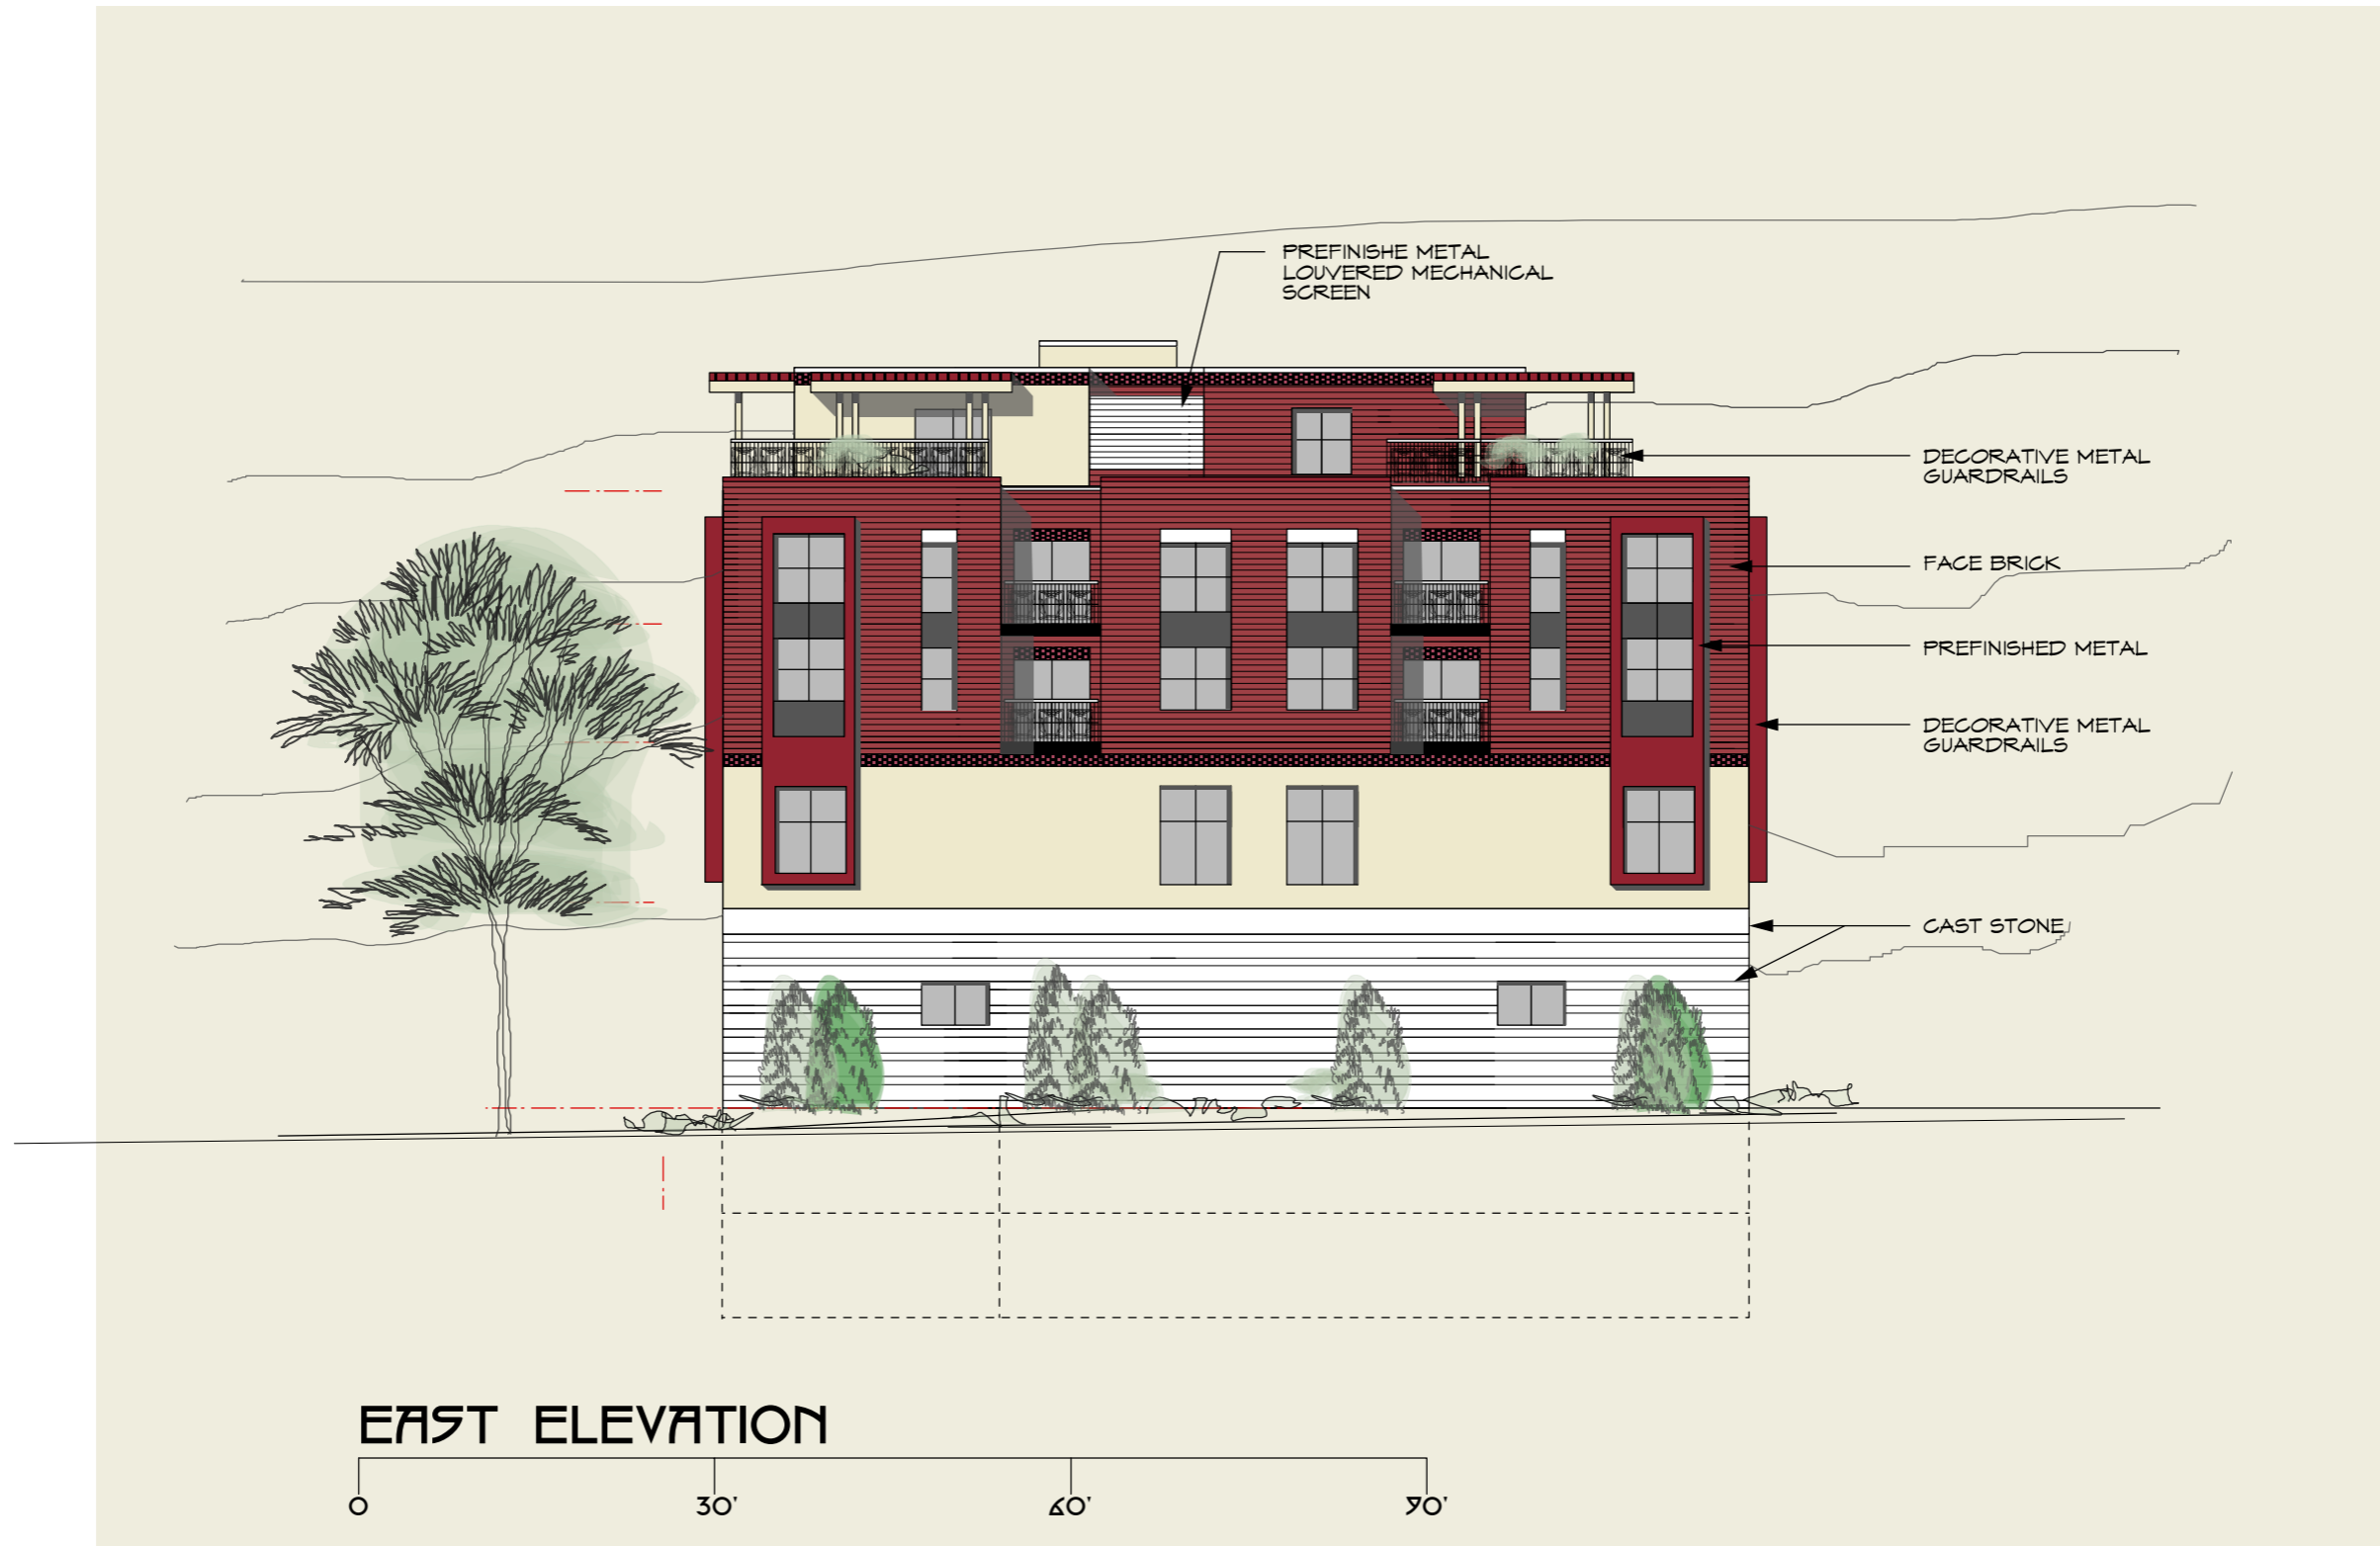 PREFINISHE METAL
LOUVERED MECHANICAL
SCREEN
DECORATIVE METAL
GUARDRAILS
FACE BRICK
PREFINISHED METAL
DECORATIVE METAL
GUARDRAILS
CAST STONE
EAST ELEVATION
0 30' 60' 90'